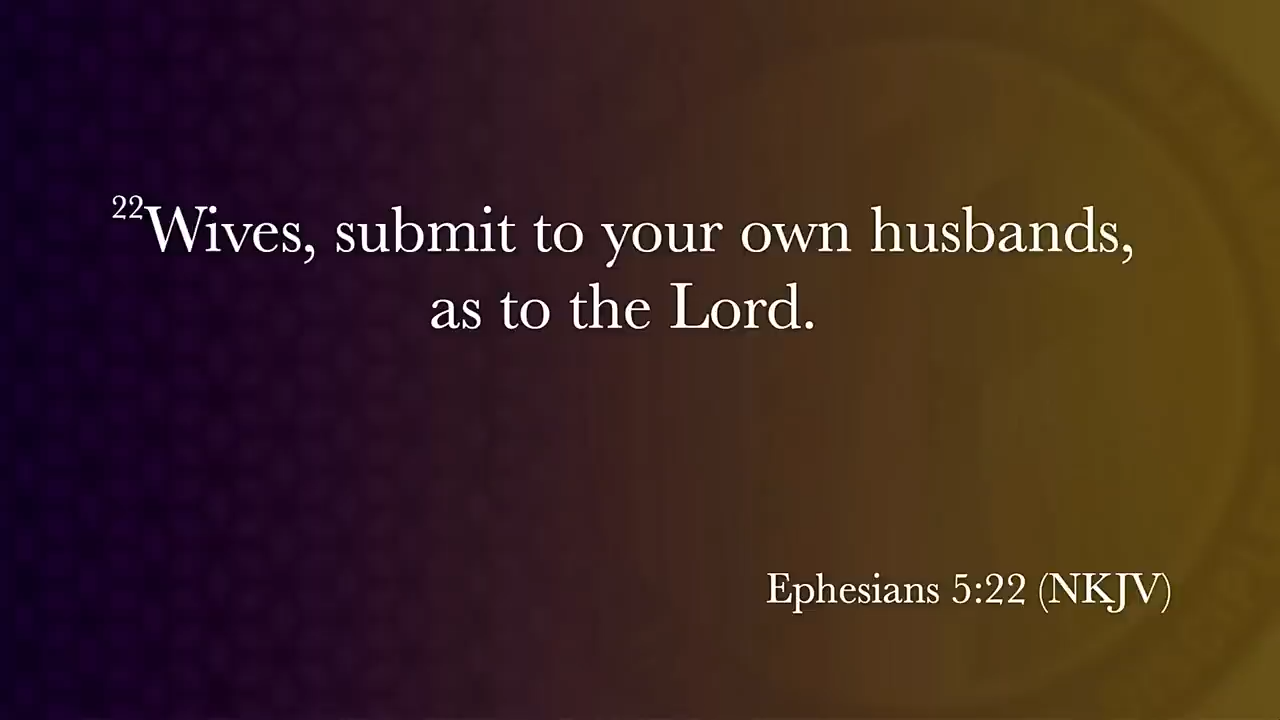 22Wives, submit to your own husbands,
as to the Lord.
Ephesians 5:22 (NKJV)